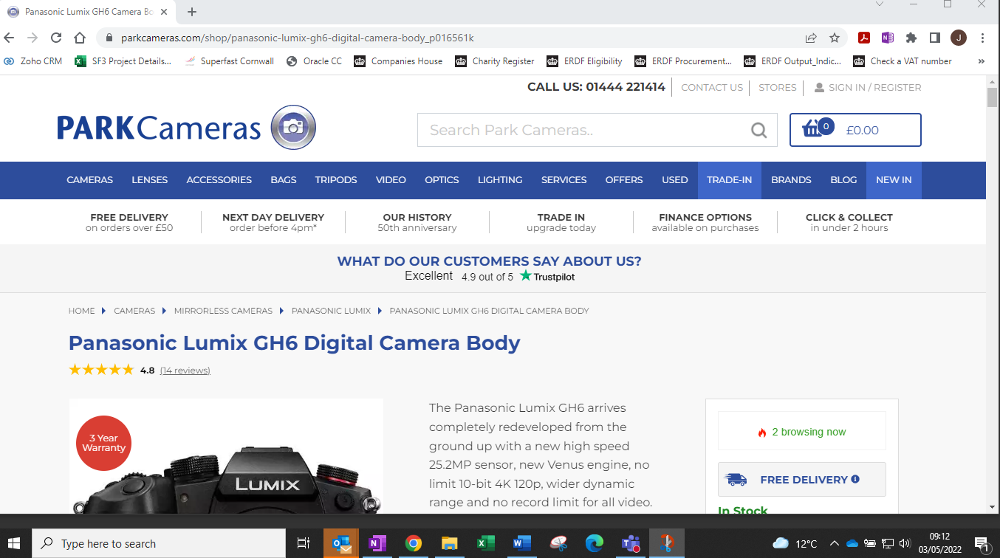 Panasonic Lumix GH6 Camera Bo
parkcameras.com/shop/panasonic-lumix-gh6-digital-camera-body_p016561k
J
Zoho CRM
SF3 Project Details...
Superfast Cornwall
Oracle CC
Companies House
Charity Register
ERDF Eligibility
ERDF Procurement...
ERDF Output_Indic...
Check a VAT number
»
CALL US: 01444 221414
CONTACT US
STORES
SIGN IN / REGISTER
PARKCameras
Search Park Cameras..
0
£0.00
CAMERAS
LENSES
ACCESSORIES
BAGS
TRIPODS
VIDEO
OPTICS
LIGHTING
SERVICES
OFFERS
USED
TRADE-IN
BRANDS
BLOG
NEW IN
FREE DELIVERY
on orders over £50
NEXT DAY DELIVERY
order before 4pm*
OUR HISTORY
50th anniversary
TRADE IN
upgrade today
FINANCE OPTIONS
available on purchases
CLICK & COLLECT
in under 2 hours
WHAT DO OUR CUSTOMERS SAY ABOUT US?
Excellent 4.9 out of 5 Trustpilot
HOME
CAMERAS
MIRRORLESS CAMERAS
PANASONIC LUMIX
PANASONIC LUMIX GH6 DIGITAL CAMERA BODY
Panasonic Lumix GH6 Digital Camera Body
4.8 (14 reviews)
3 Year
Warranty
LUMIX
The Panasonic Lumix GH6 arrives
completely redeveloped from the
ground up with a new high speed
25.2MP sensor, new Venus engine, no
limit 10-bit 4K 120p, wider dynamic
range and no record limit for all video.
2 browsing now
FREE DELIVERY
In Stock
Type here to search
12°C
09:12
03/05/2022
1